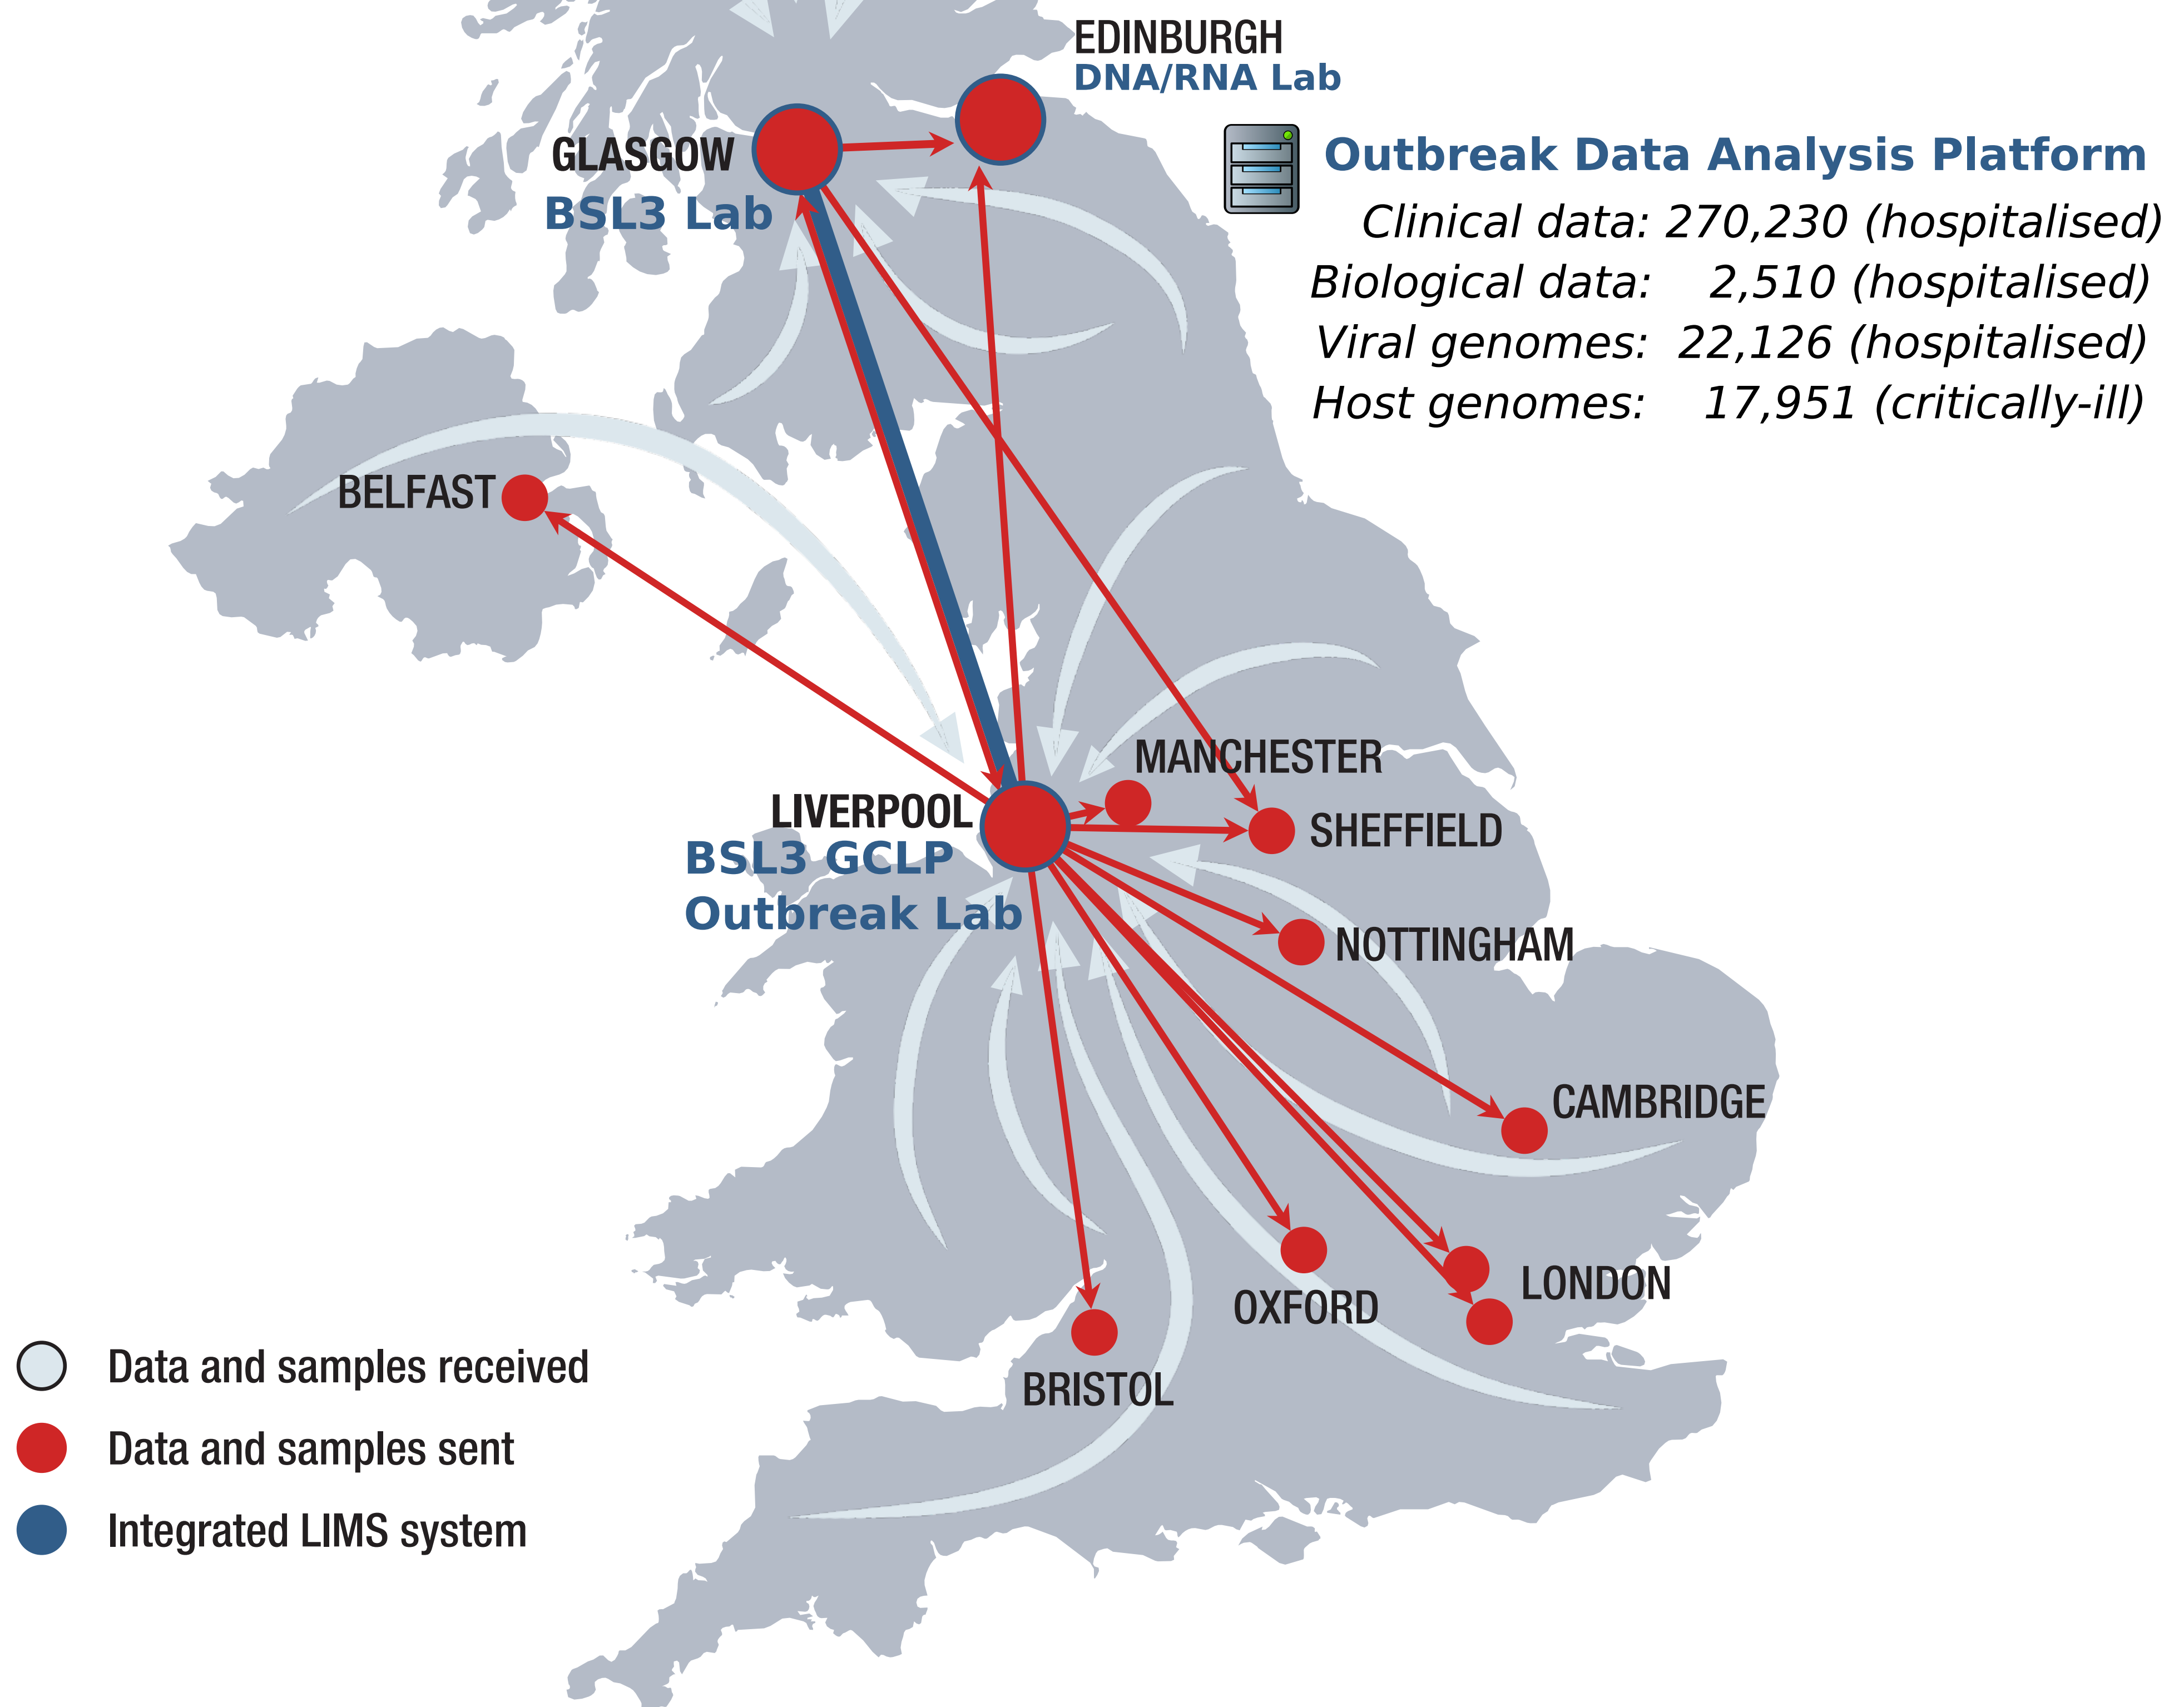 EDINBURGH
DNA/RNA Lab
GLASGOW
BSL3 Lab
Outbreak Data Analysis Platform
Clinical data: 270,230 (hospitalised)
Biological data: 2,510 (hospitalised)
Viral genomes: 22,126 (hospitalised)
Host genomes: 17,951 (critically-ill)
BELFAST
MANCHESTER
LIVERPOOL
BSL3 GCLP
Outbreak Lab
SHEFFIELD
NOTTINGHAM
CAMBRIDGE
LONDON
OXFORD
BRISTOL
Data and samples received
Data and samples sent
Integrated LIMS system